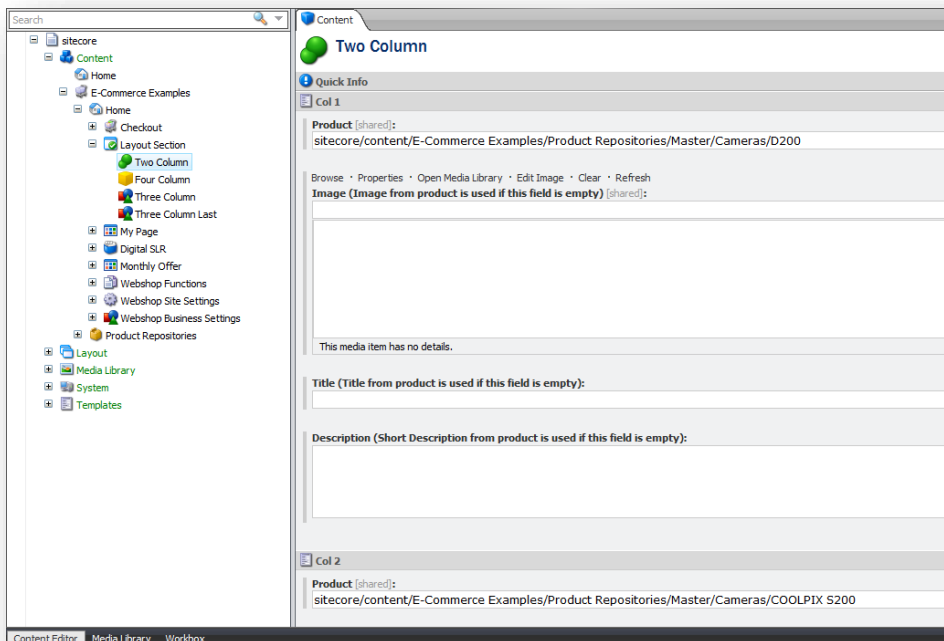 Search
sitecore
Content
Home
E-Commerce Examples
Home
Checkout
Layout Section
Two Column
Four Column
Three Column
Three Column Last
My Page
Digital SLR
Monthly Offer
Webshop Functions
Webshop Site Settings
Webshop Business Settings
Product Repositories
Layout
Media Library
System
Templates
Content
Two Column
Quick Info
Col 1
Product [shared]:
sitecore/content/E-Commerce Examples/Product Repositories/Master/Cameras/D200
Browse · Properties · Open Media Library · Edit Image · Clear · Refresh
Image (Image from product is used if this field is empty) [shared]:
This media item has no details.
Title (Title from product is used if this field is empty):
Description (Short Description from product is used if this field is empty):
Col 2
Product [shared]:
sitecore/content/E-Commerce Examples/Product Repositories/Master/Cameras/COOLPIX S200
Content Editor Media Library Workbox